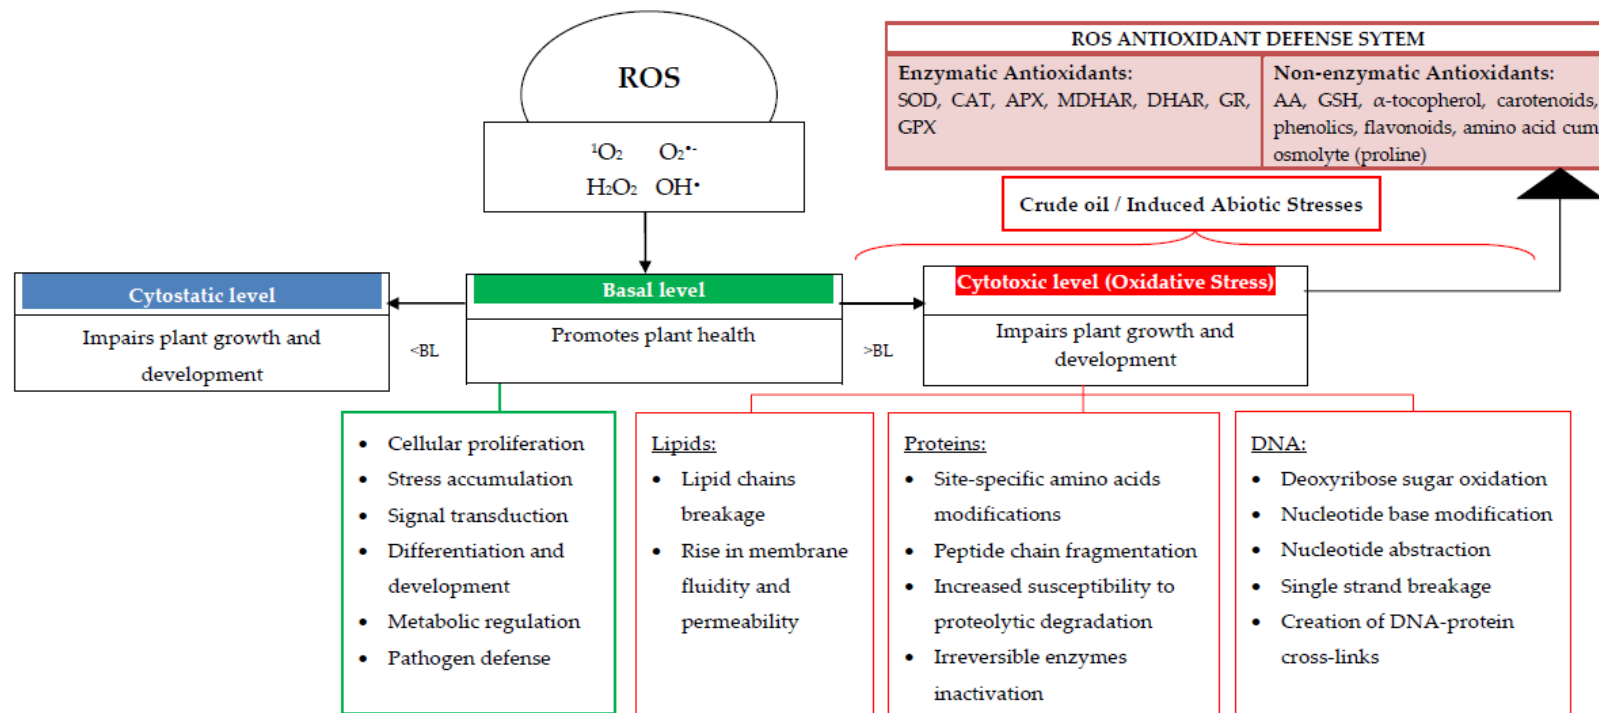 ROS
¹O₂ O₂•-
H₂O₂ OH•
ROS ANTIOXIDANT DEFENSE SYTEM
Enzymatic Antioxidants:
SOD, CAT, APX, MDHAR, DHAR, GR,
GPX
Non-enzymatic Antioxidants:
AA, GSH, α-tocopherol, carotenoids,
phenolics, flavonoids, amino acid cum
osmolyte (proline)
Crude oil / Induced Abiotic Stresses
Cytostatic level
Impairs plant growth and
development
<BL
Basal level
Promotes plant health
>BL
Cytotoxic level (Oxidative Stress)
Impairs plant growth and
development
• Cellular proliferation
• Stress accumulation
• Signal transduction
• Differentiation and
development
• Metabolic regulation
• Pathogen defense
Lipids:
• Lipid chains
breakage
• Rise in membrane
fluidity and
permeability
Proteins:
• Site-specific amino acids
modifications
• Peptide chain fragmentation
• Increased susceptibility to
proteolytic degradation
• Irreversible enzymes
inactivation
DNA:
• Deoxyribose sugar oxidation
• Nucleotide base modification
• Nucleotide abstraction
• Single strand breakage
• Creation of DNA-protein
cross-links